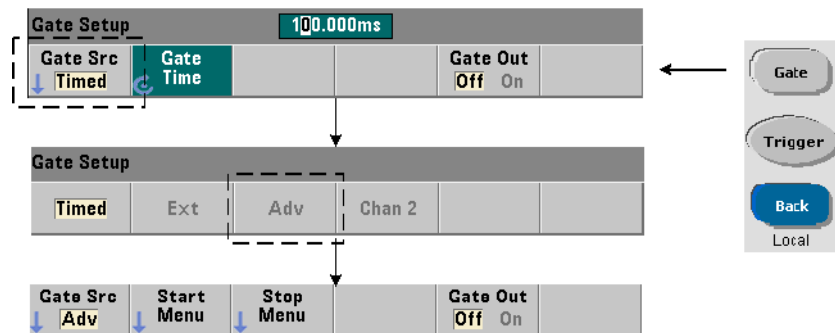 Gate Setup
100.000ms
Gate Src
Timed
Gate
Time
Gate Out
Off On
Gate
Trigger
Back
Local
Gate Setup
Timed
Ext
Adv
Chan 2
Gate Src
Adv
Start
Menu
Stop
Menu
Gate Out
Off On